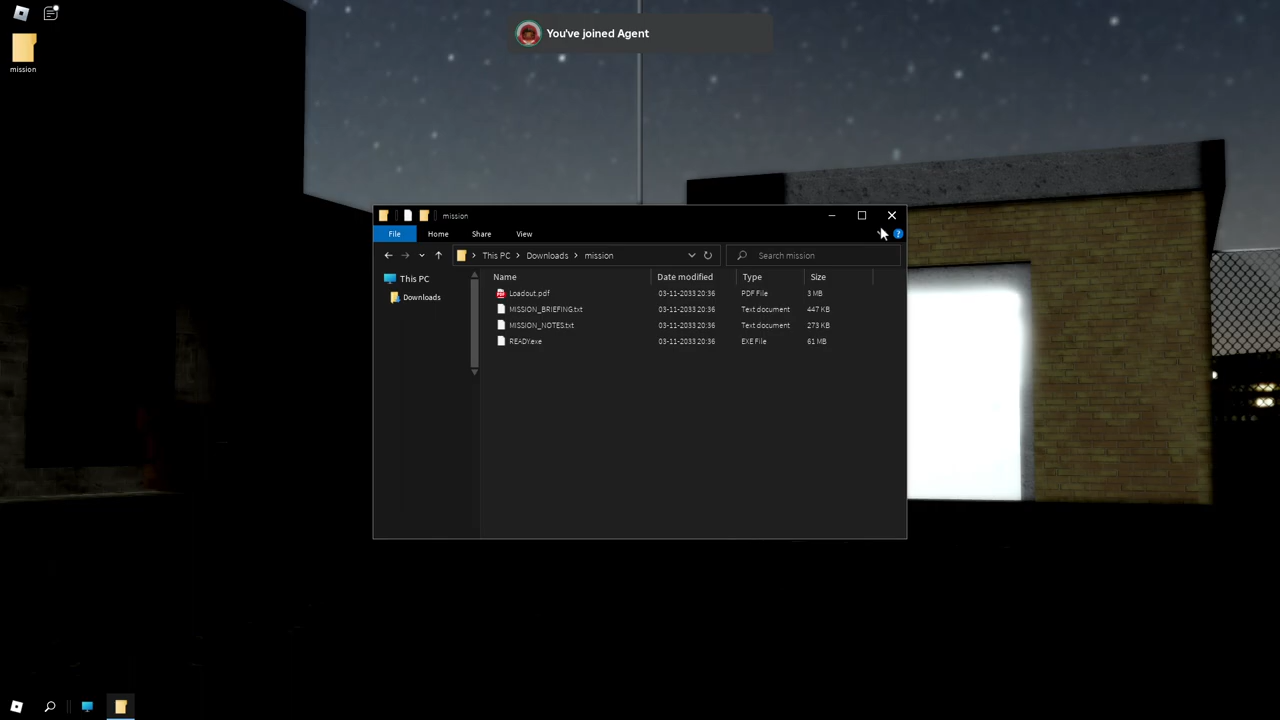 You've joined Agent
mission
mission
File Home Share View
This PC Downloads mission Search mission
This PC
Downloads
Name Date modified Type Size
Loadout.pdf 03-11-2033 20:36 PDF File 3 MB
MISSION_BRIEFING.txt 03-11-2033 20:36 Text document 447 KB
MISSION_NOTES.txt 03-11-2033 20:36 Text document 273 KB
READY.exe 03-11-2033 20:36 EXE File 61 MB